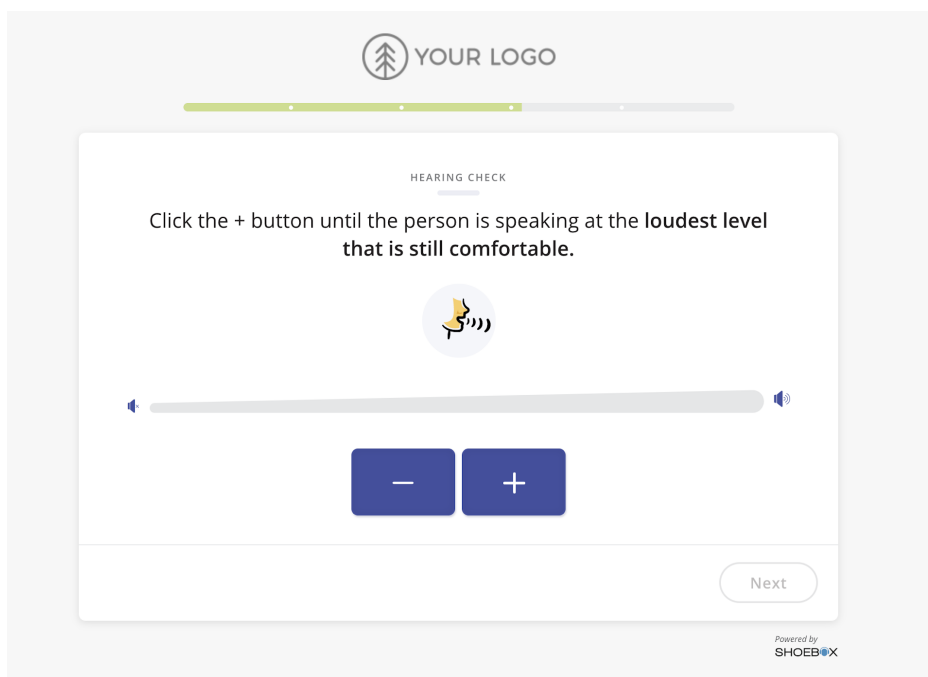 YOUR LOGO
HEARING CHECK
Click the + button until the person is speaking at the loudest level
that is still comfortable.
− +
Next
Powered by
SHOEBOX